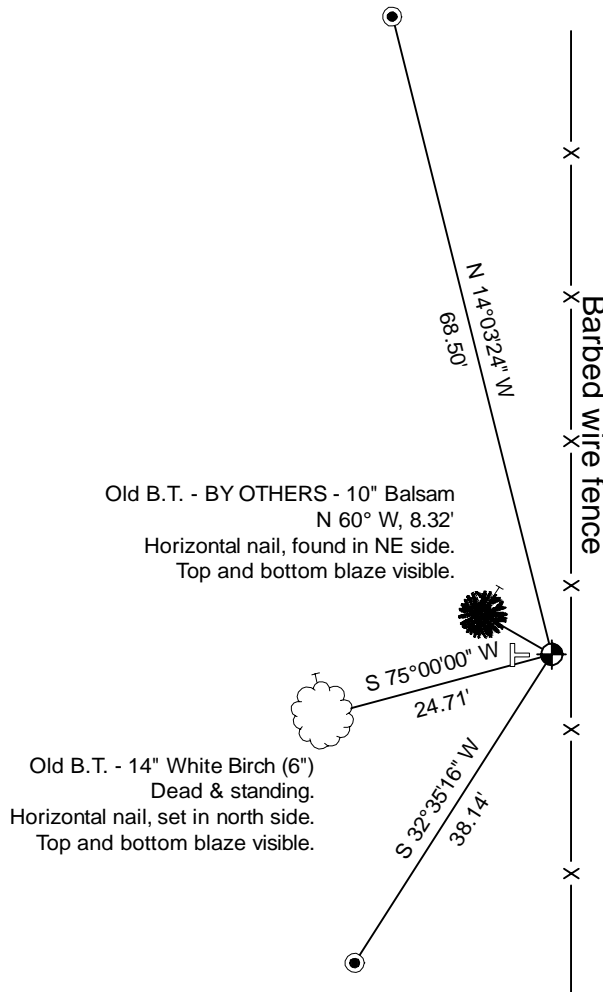 N 14°03'24" W
68.50'
Barbed wire fence
Old B.T. - BY OTHERS - 10" Balsam
N 60° W, 8.32'
Horizontal nail, found in NE side.
Top and bottom blaze visible.
S 75°00'00" W
24.71'
Old B.T. - 14" White Birch (6")
Dead & standing.
Horizontal nail, set in north side.
Top and bottom blaze visible.
S 32°35'16" W
38.14'
X
X
X
X
X
X